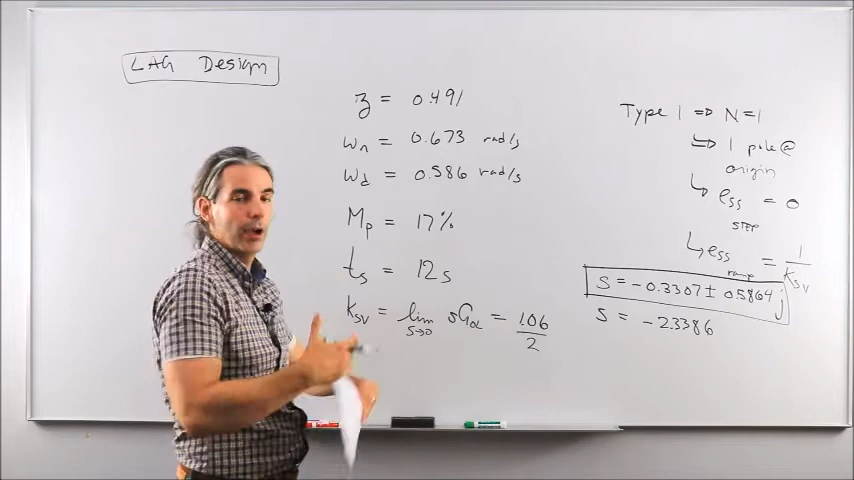 LAG Design
ʒ = 0.491
ωn = 0.673 rad/s
ωd = 0.586 rad/s
Mp = 17%
ts = 12s
Ksv = lim s→0 sGOL = 1.06 / 2
Type 1 => N=1
↳ 1 pole@
origin
↳ ess STEP = 0
↳ ess ramp = 1 / Ksv
s = -0.3307 ± 0.5864 j
s = -2.3386